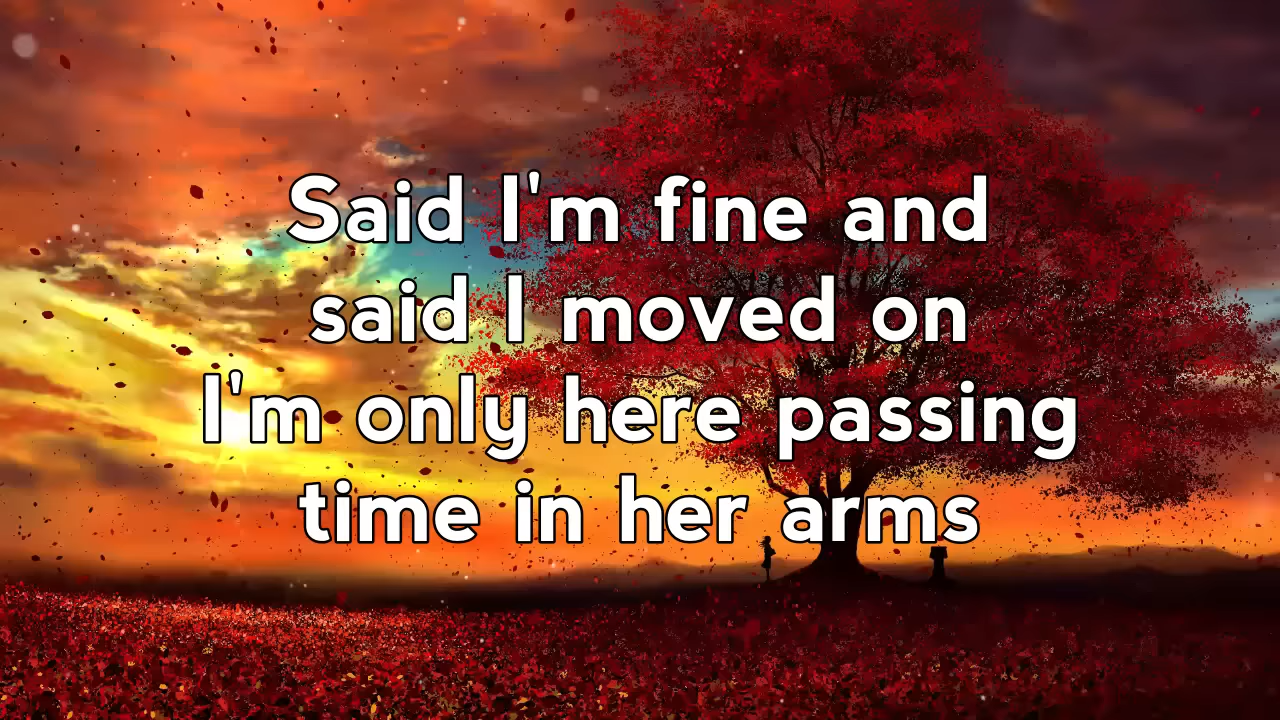 Said I'm fine and
said I moved on
I'm only here passing
time in her arms